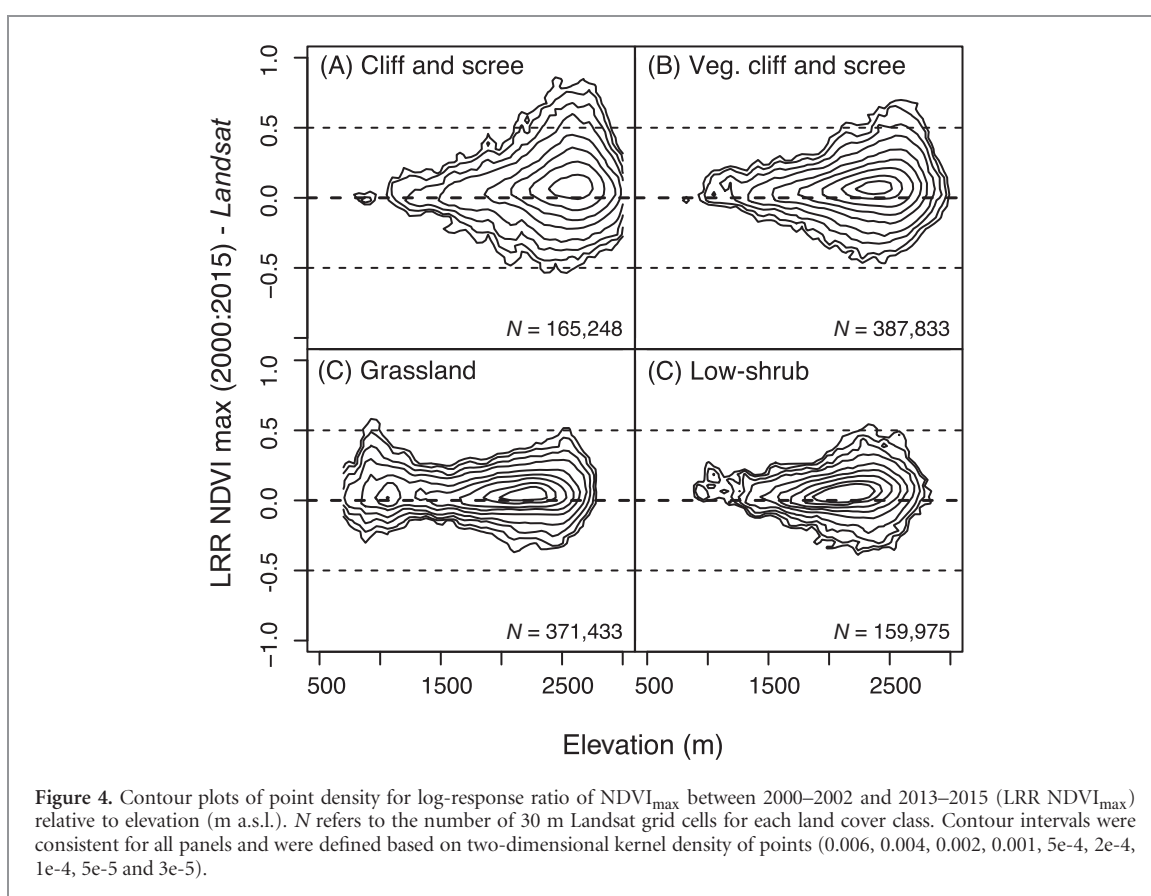 LRR NDVI max (2000:2015) - Landsat
1.0
0.5
0.0
−0.5
(A) Cliff and scree
N = 165,248
(B) Veg. cliff and scree
N = 387,833
1.0
0.5
0.0
-0.5
−1.0
(C) Grassland
N = 371,433
(C) Low-shrub
N = 159,975
500 1500 2500 500 1500 2500
Elevation (m)
Figure 4. Contour plots of point density for log-response ratio of NDVImax between 2000–2002 and 2013–2015 (LRR NDVImax)
relative to elevation (m a.s.l.). N refers to the number of 30 m Landsat grid cells for each land cover class. Contour intervals were
consistent for all panels and were defined based on two-dimensional kernel density of points (0.006, 0.004, 0.002, 0.001, 5e-4, 2e-4,
1e-4, 5e-5 and 3e-5).